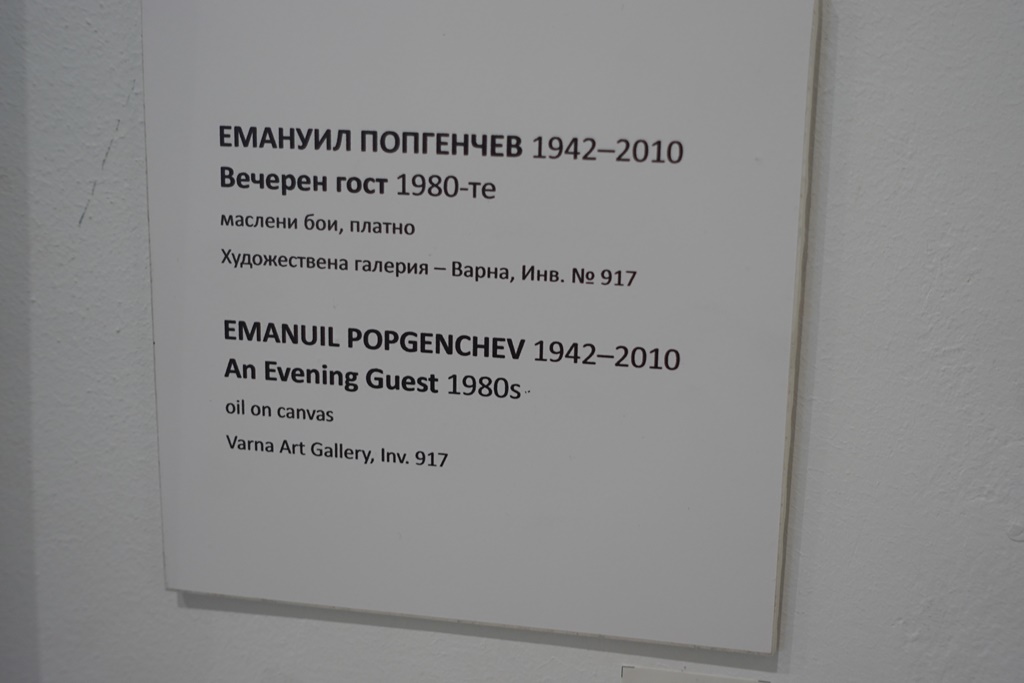 ЕМАНУИЛ ПОПГЕНЧЕВ 1942–2010
Вечерен гост 1980-те
маслени бои, платно
Художествена галерия – Варна, Инв. № 917
EMANUIL POPGENCHEV 1942–2010
An Evening Guest 1980s
oil on canvas
Varna Art Gallery, Inv. 917